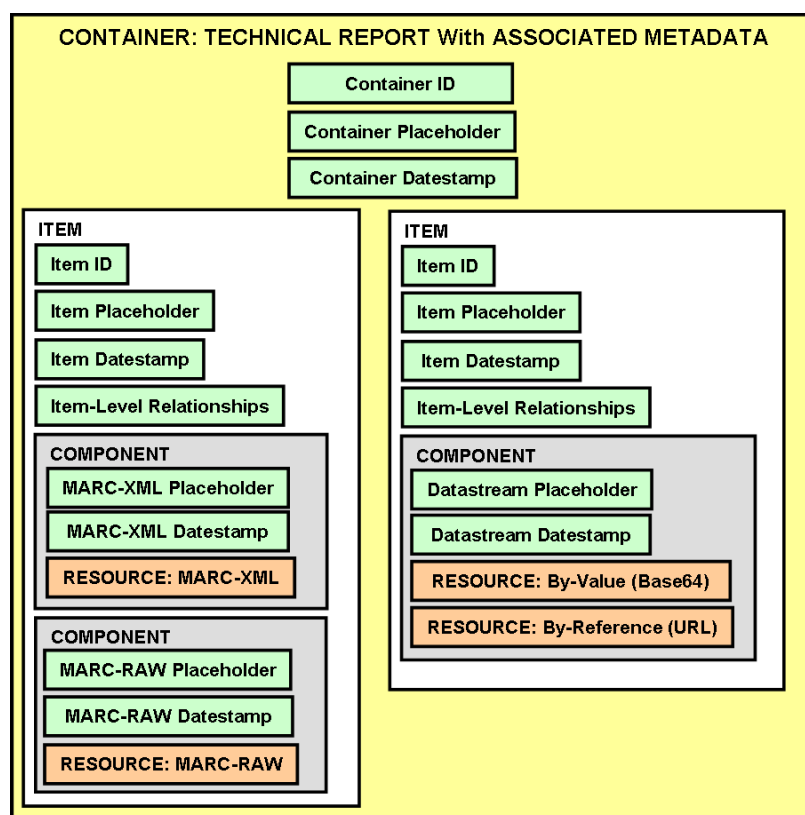 CONTAINER: TECHNICAL REPORT With ASSOCIATED METADATA
Container ID
Container Placeholder
Container Datestamp
ITEM
Item ID
Item Placeholder
Item Datestamp
Item-Level Relationships
COMPONENT
MARC-XML Placeholder
MARC-XML Datestamp
RESOURCE: MARC-XML
COMPONENT
MARC-RAW Placeholder
MARC-RAW Datestamp
RESOURCE: MARC-RAW
ITEM
Item ID
Item Placeholder
Item Datestamp
Item-Level Relationships
COMPONENT
Datastream Placeholder
Datastream Datestamp
RESOURCE: By-Value (Base64)
RESOURCE: By-Reference (URL)